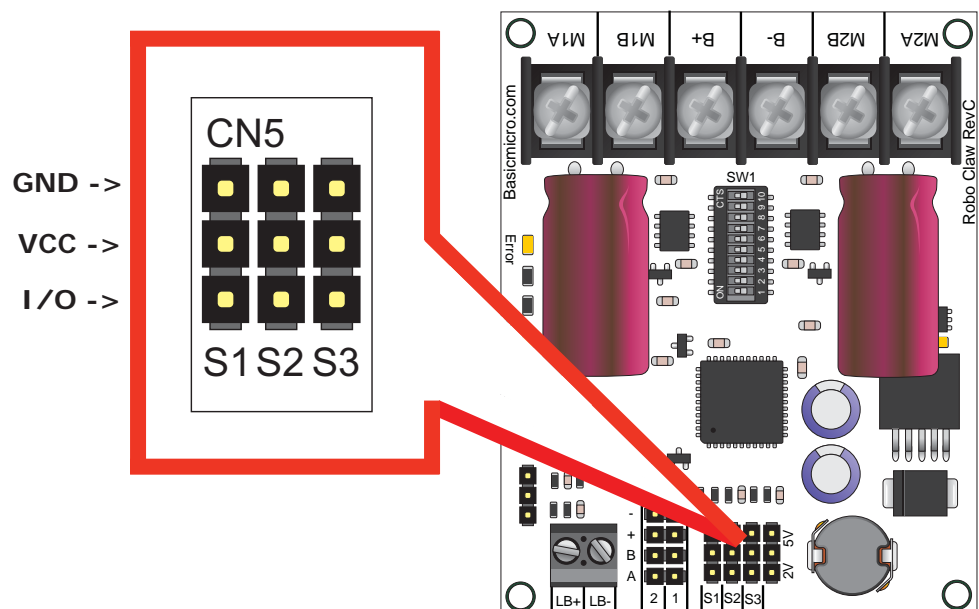 CN5
GND ->
VCC ->
I/O ->
S1 S2 S3
M1A M1B B+ B- M2B M2A
Basicmicro.com
Robo Claw RevC
SW1
CTS
ON
1 2 3 4 5 6 7 8 9 10
Error
-
+
B
A
5V
2V
LB+ LB- 2 1 S1 S2 S3